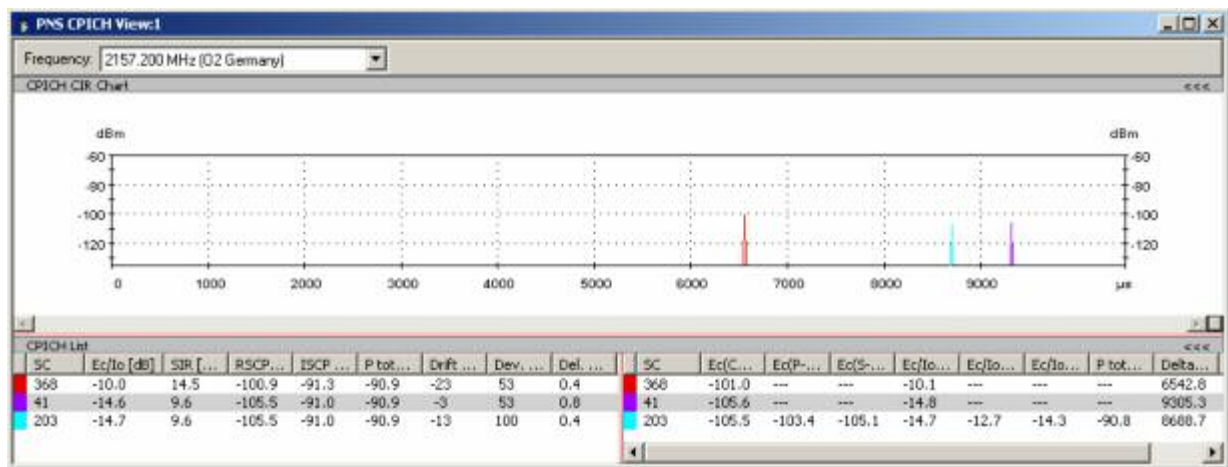 PNS CPICH View:1
Frequency: 2157.200 MHz (O2 Germany)
CPICH CIR Chart <<<
dBm dBm
-60 -60
-80 -80
-100 -100
-120 -120
0 1000 2000 3000 4000 5000 6000 7000 8000 9000 µs
CPICH List <<<
SC Ec/Io [dB] SIR [... RSCP... ISCP ... P tot... Drift ... Dev. ... Del. ... SC Ec(C... Ec(P-... Ec(S-... Ec/Io... Ec/Io... Ec/Io... P tot... Delta...
368 -10.0 14.5 -100.9 -91.3 -90.9 -23 53 0.4 368 -101.0 --- --- -10.1 --- --- --- 6542.8
41 -14.6 9.6 -105.5 -91.0 -90.9 -3 53 0.8 41 -105.6 --- --- -14.8 --- --- --- 9305.3
203 -14.7 9.6 -105.5 -91.0 -90.9 -13 100 0.4 203 -105.5 -103.4 -105.1 -14.7 -12.7 -14.3 -90.8 8688.7